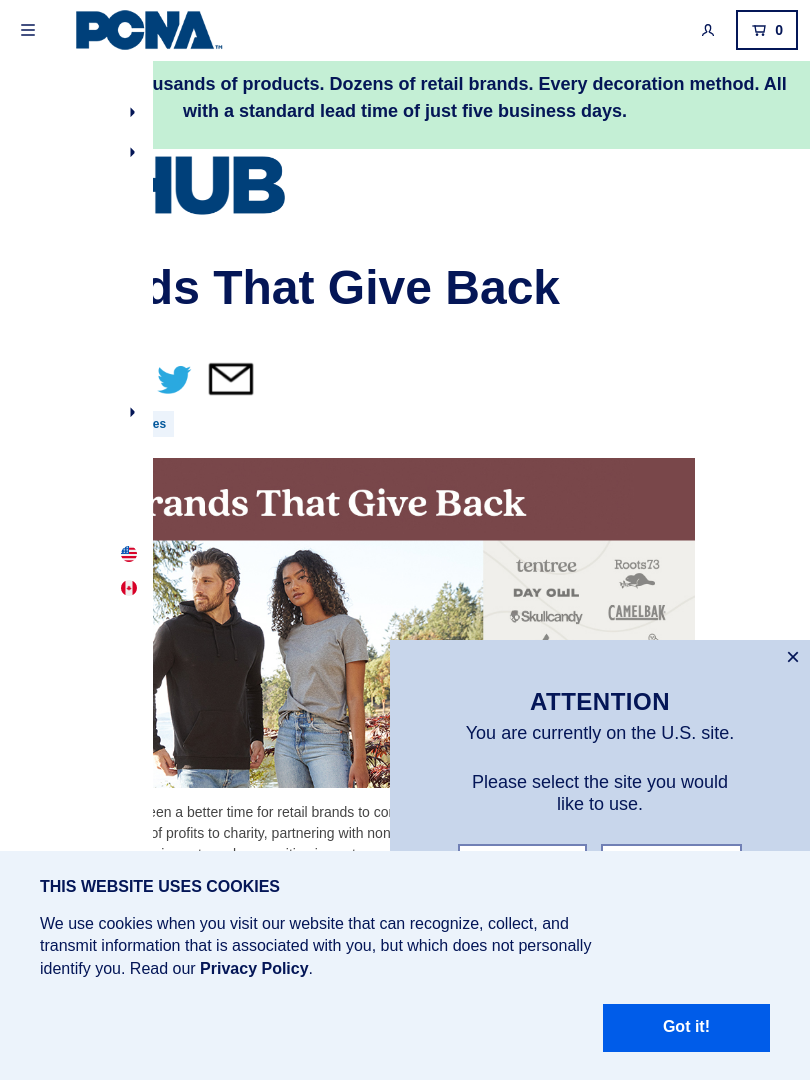 PCNA™
0
usands of products. Dozens of retail brands. Every decoration method. All
with a standard lead time of just five business days.
HUB
ds That Give Back
es
rands That Give Back
tentree
Roots73
DAY OWL
CAMELBAK
Skullcandy
ATTENTION
You are currently on the U.S. site.
Please select the site you would
like to use.
een a better time for retail brands to
of profits to charity, partnering with
THIS WEBSITE USES COOKIES
We use cookies when you visit our website that can recognize, collect, and
transmit information that is associated with you, but which does not personally
identify you. Read our Privacy Policy.
Got it!